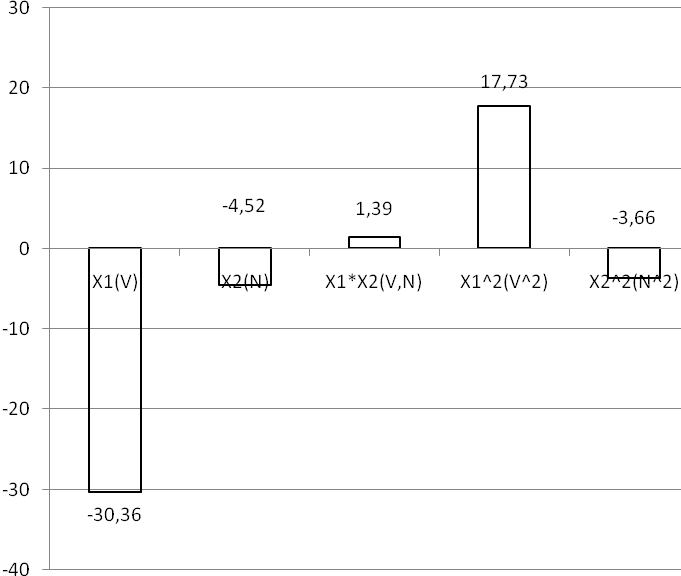 30
20
10
0
-10
-20
-30
-40
17,73
-4,52
1,39
-3,66
X1(V)
X2(N)
X1*X2(V,N)
X1^2(V^2)
X2^2(N^2)
-30,36